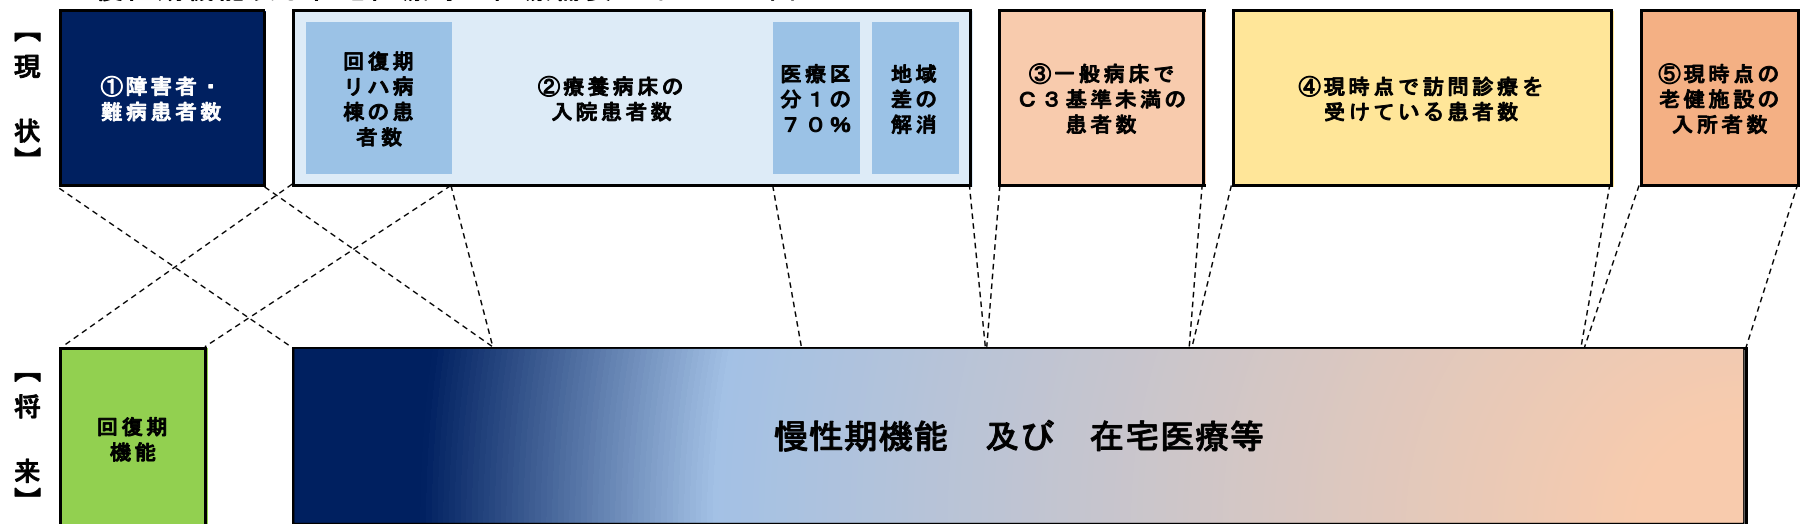 【現状】
①障害者・
難病患者数
回復期
リハ病
棟の患
者数
②療養病床の
入院患者数
医療区
分１の
７０％
地域
差の
解消
③一般病床で
Ｃ３基準未満の
患者数
④現時点で訪問診療を
受けている患者数
⑤現時点の
老健施設の
入所者数
【将来】
回復期
機能
慢性期機能　及び　在宅医療等